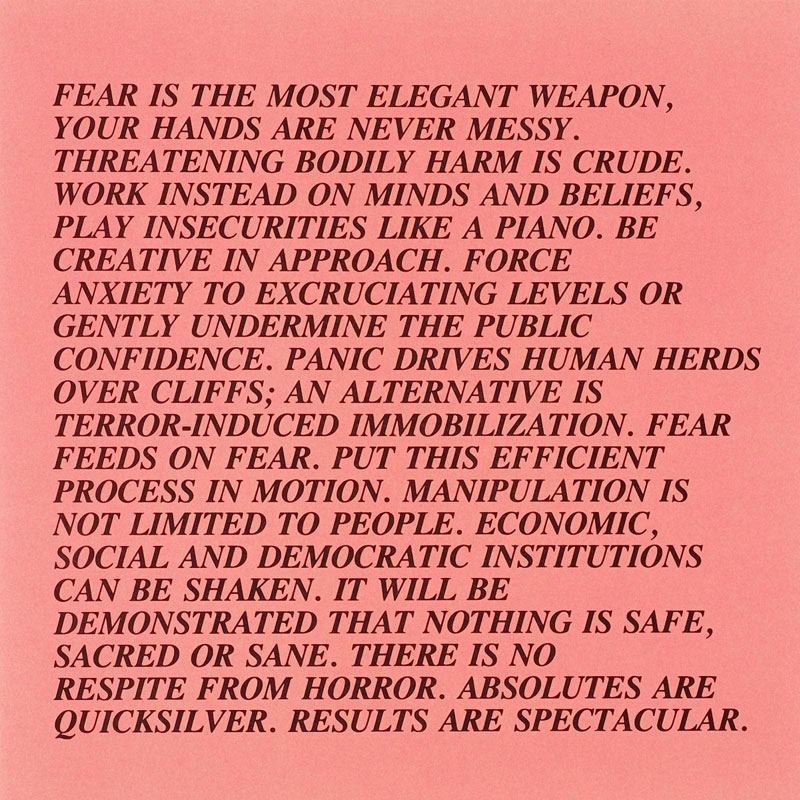 FEAR IS THE MOST ELEGANT WEAPON,
YOUR HANDS ARE NEVER MESSY.
THREATENING BODILY HARM IS CRUDE.
WORK INSTEAD ON MINDS AND BELIEFS,
PLAY INSECURITIES LIKE A PIANO. BE
CREATIVE IN APPROACH. FORCE
ANXIETY TO EXCRUCIATING LEVELS OR
GENTLY UNDERMINE THE PUBLIC
CONFIDENCE. PANIC DRIVES HUMAN HERDS
OVER CLIFFS; AN ALTERNATIVE IS
TERROR-INDUCED IMMOBILIZATION. FEAR
FEEDS ON FEAR. PUT THIS EFFICIENT
PROCESS IN MOTION. MANIPULATION IS
NOT LIMITED TO PEOPLE. ECONOMIC,
SOCIAL AND DEMOCRATIC INSTITUTIONS
CAN BE SHAKEN. IT WILL BE
DEMONSTRATED THAT NOTHING IS SAFE,
SACRED OR SANE. THERE IS NO
RESPITE FROM HORROR. ABSOLUTES ARE
QUICKSILVER. RESULTS ARE SPECTACULAR.